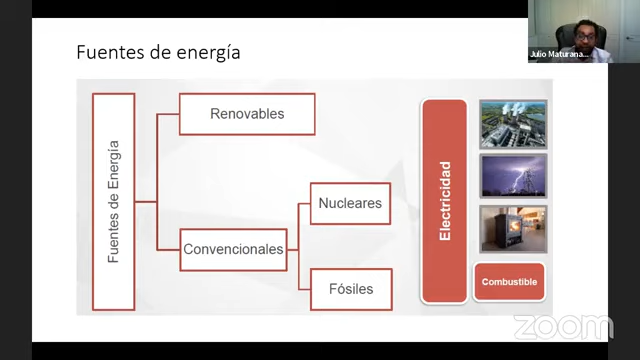 Fuentes de energía
Julio Maturana...
Fuentes de Energía
Renovables
Convencionales
Nucleares
Fósiles
Electricidad
Combustible
zoom